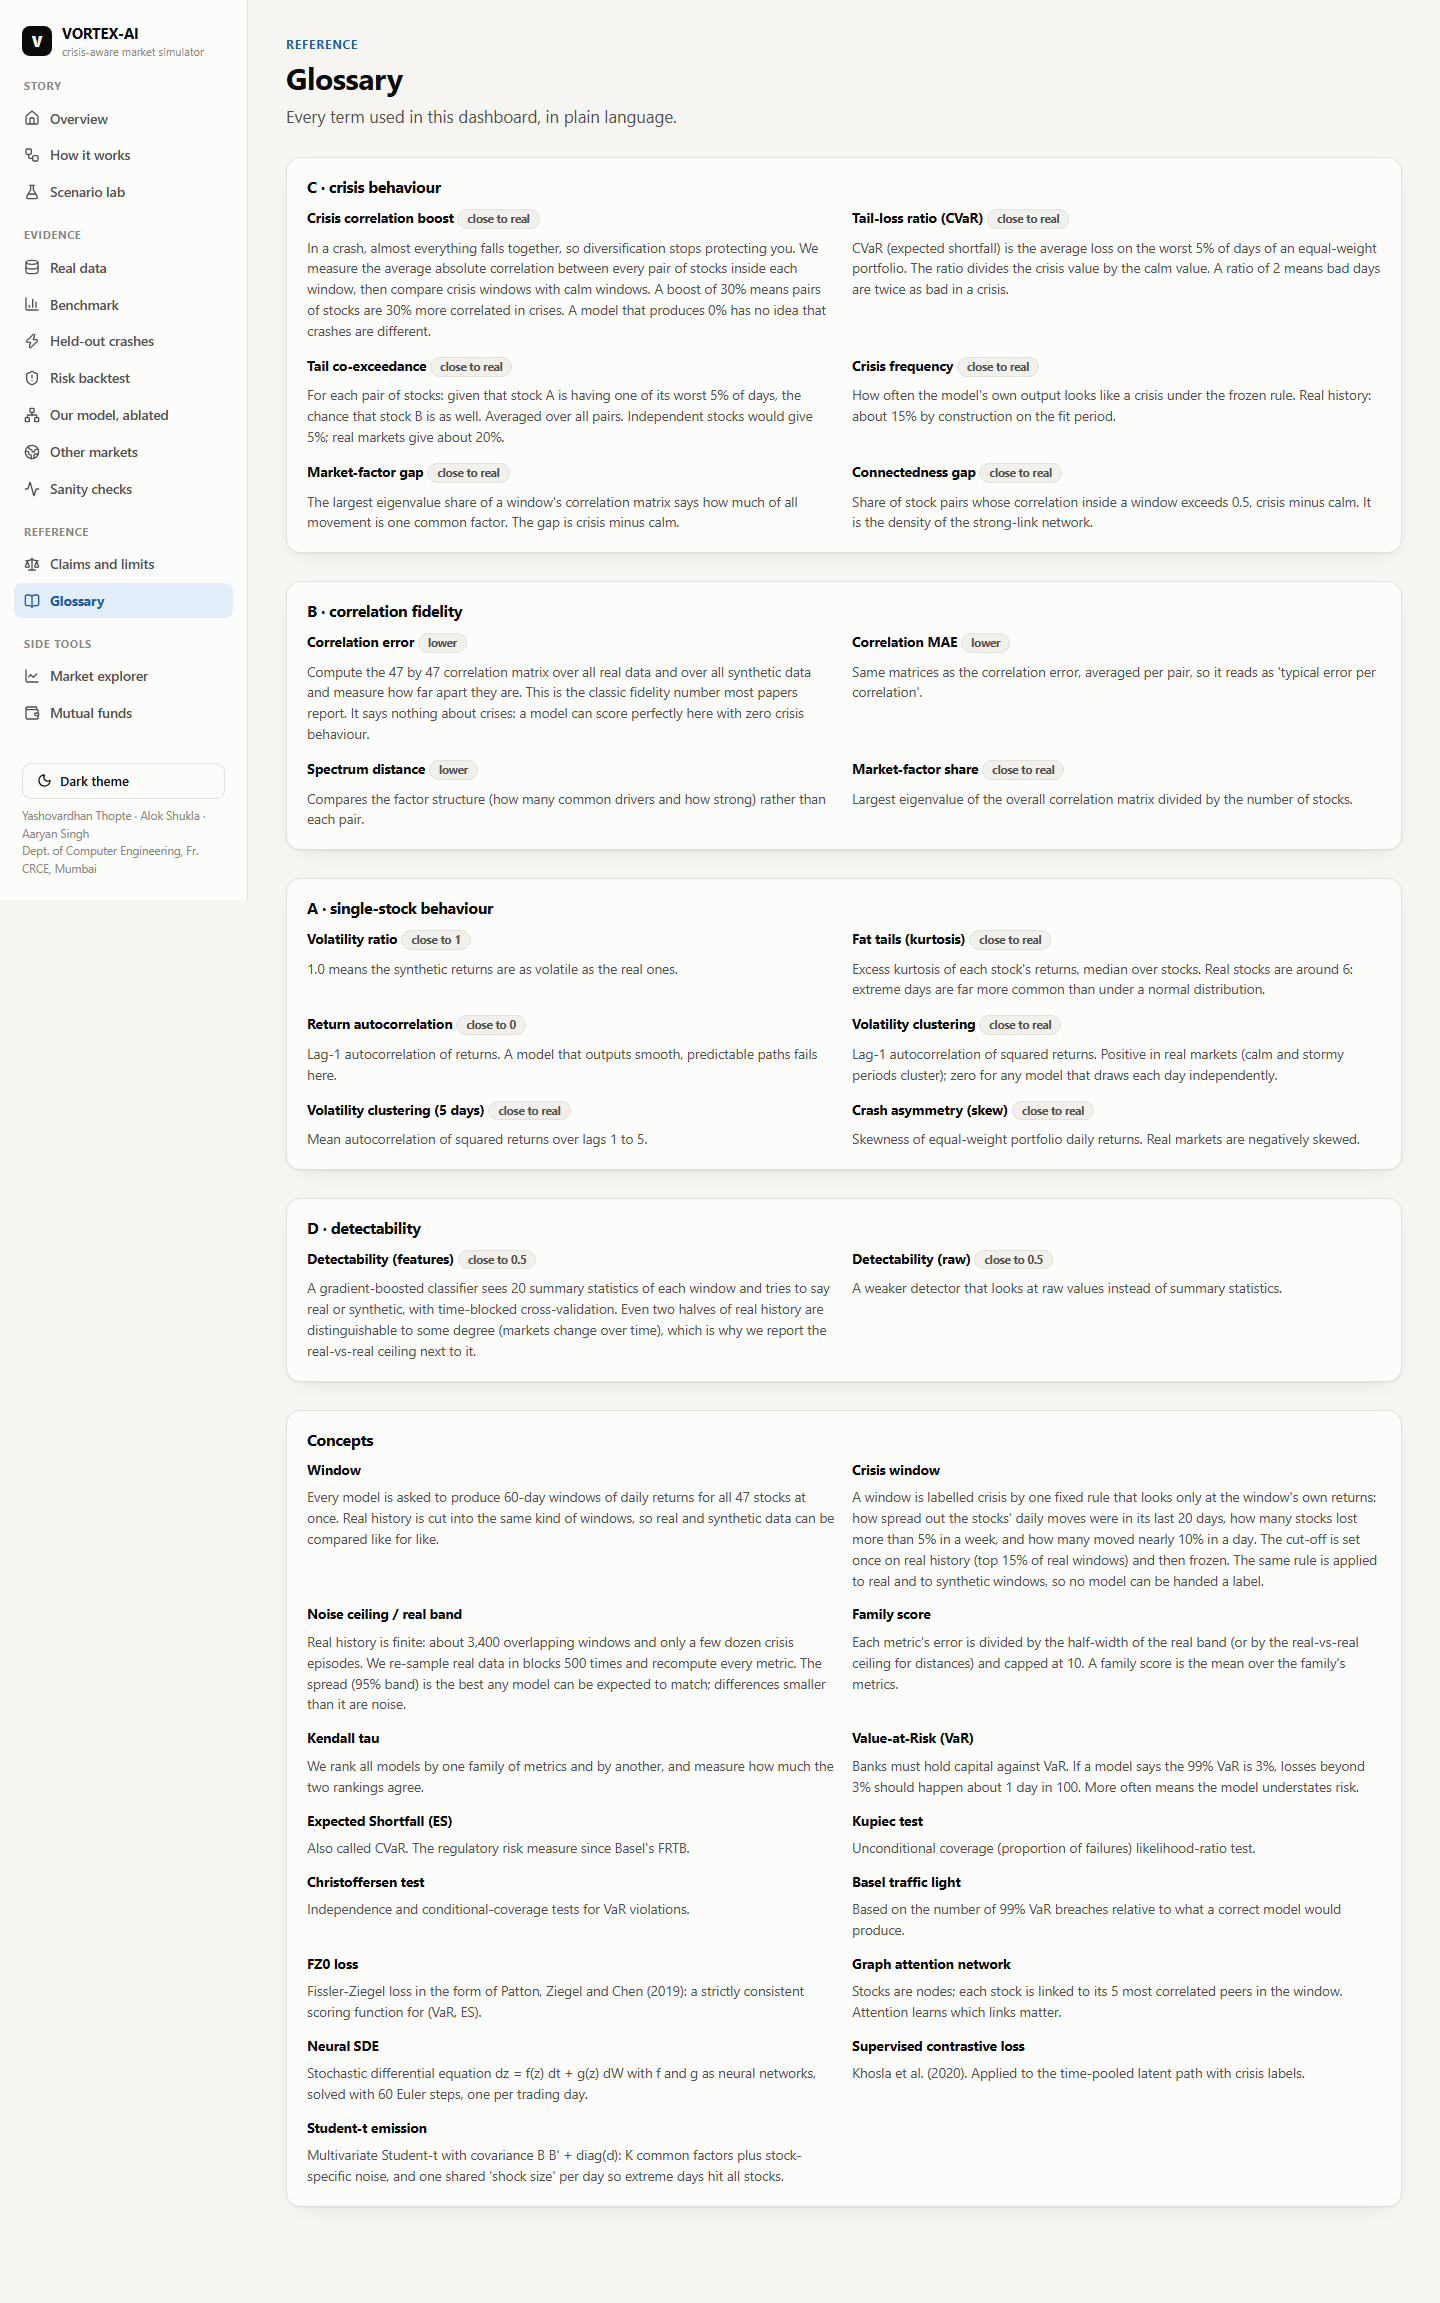 V
VORTEX-AI
crisis-aware market simulator
STORY
Overview
How it works
Scenario lab
EVIDENCE
Real data
Benchmark
Held-out crashes
Risk backtest
Our model, ablated
Other markets
Sanity checks
REFERENCE
Claims and limits
Glossary
SIDE TOOLS
Market explorer
Mutual funds
Dark theme
Yashovardhan Thopte · Alok Shukla ·
Aaryan Singh
Dept. of Computer Engineering, Fr.
CRCE, Mumbai
REFERENCE
Glossary
Every term used in this dashboard, in plain language.
C · crisis behaviour
Crisis correlation boost close to real
In a crash, almost everything falls together, so diversification stops protecting you. We
measure the average absolute correlation between every pair of stocks inside each
window, then compare crisis windows with calm windows. A boost of 30% means pairs
of stocks are 30% more correlated in crises. A model that produces 0% has no idea that
crashes are different.
Tail-loss ratio (CVaR) close to real
CVaR (expected shortfall) is the average loss on the worst 5% of days of an equal-weight
portfolio. The ratio divides the crisis value by the calm value. A ratio of 2 means bad days
are twice as bad in a crisis.
Tail co-exceedance close to real
For each pair of stocks: given that stock A is having one of its worst 5% of days, the
chance that stock B is as well. Averaged over all pairs. Independent stocks would give
5%; real markets give about 20%.
Crisis frequency close to real
How often the model's own output looks like a crisis under the frozen rule. Real history:
about 15% by construction on the fit period.
Market-factor gap close to real
The largest eigenvalue share of a window's correlation matrix says how much of all
movement is one common factor. The gap is crisis minus calm.
Connectedness gap close to real
Share of stock pairs whose correlation inside a window exceeds 0.5, crisis minus calm. It
is the density of the strong-link network.
B · correlation fidelity
Correlation error lower
Compute the 47 by 47 correlation matrix over all real data and over all synthetic data
and measure how far apart they are. This is the classic fidelity number most papers
report. It says nothing about crises: a model can score perfectly here with zero crisis
behaviour.
Correlation MAE lower
Same matrices as the correlation error, averaged per pair, so it reads as 'typical error per
correlation'.
Spectrum distance lower
Compares the factor structure (how many common drivers and how strong) rather than
each pair.
Market-factor share close to real
Largest eigenvalue of the overall correlation matrix divided by the number of stocks.
A · single-stock behaviour
Volatility ratio close to 1
1.0 means the synthetic returns are as volatile as the real ones.
Fat tails (kurtosis) close to real
Excess kurtosis of each stock's returns, median over stocks. Real stocks are around 6:
extreme days are far more common than under a normal distribution.
Return autocorrelation close to 0
Lag-1 autocorrelation of returns. A model that outputs smooth, predictable paths fails
here.
Volatility clustering close to real
Lag-1 autocorrelation of squared returns. Positive in real markets (calm and stormy
periods cluster); zero for any model that draws each day independently.
Volatility clustering (5 days) close to real
Mean autocorrelation of squared returns over lags 1 to 5.
Crash asymmetry (skew) close to real
Skewness of equal-weight portfolio daily returns. Real markets are negatively skewed.
D · detectability
Detectability (features) close to 0.5
A gradient-boosted classifier sees 20 summary statistics of each window and tries to say
real or synthetic, with time-blocked cross-validation. Even two halves of real history are
distinguishable to some degree (markets change over time), which is why we report the
real-vs-real ceiling next to it.
Detectability (raw) close to 0.5
A weaker detector that looks at raw values instead of summary statistics.
Concepts
Window
Every model is asked to produce 60-day windows of daily returns for all 47 stocks at
once. Real history is cut into the same kind of windows, so real and synthetic data can be
compared like for like.
Crisis window
A window is labelled crisis by one fixed rule that looks only at the window's own returns:
how spread out the stocks' daily moves were in its last 20 days, how many stocks lost
more than 5% in a week, and how many moved nearly 10% in a day. The cut-off is set
once on real history (top 15% of real windows) and then frozen. The same rule is applied
to real and to synthetic windows, so no model can be handed a label.
Noise ceiling / real band
Real history is finite: about 3,400 overlapping windows and only a few dozen crisis
episodes. We re-sample real data in blocks 500 times and recompute every metric. The
spread (95% band) is the best any model can be expected to match; differences smaller
than it are noise.
Family score
Each metric's error is divided by the half-width of the real band (or by the real-vs-real
ceiling for distances) and capped at 10. A family score is the mean over the family's
metrics.
Kendall tau
We rank all models by one family of metrics and by another, and measure how much the
two rankings agree.
Value-at-Risk (VaR)
Banks must hold capital against VaR. If a model says the 99% VaR is 3%, losses beyond
3% should happen about 1 day in 100. More often means the model understates risk.
Expected Shortfall (ES)
Also called CVaR. The regulatory risk measure since Basel's FRTB.
Kupiec test
Unconditional coverage (proportion of failures) likelihood-ratio test.
Christoffersen test
Independence and conditional-coverage tests for VaR violations.
Basel traffic light
Based on the number of 99% VaR breaches relative to what a correct model would
produce.
FZ0 loss
Fissler-Ziegel loss in the form of Patton, Ziegel and Chen (2019): a strictly consistent
scoring function for (VaR, ES).
Graph attention network
Stocks are nodes; each stock is linked to its 5 most correlated peers in the window.
Attention learns which links matter.
Neural SDE
Stochastic differential equation dz = f(z) dt + g(z) dW with f and g as neural networks,
solved with 60 Euler steps, one per trading day.
Supervised contrastive loss
Khosla et al. (2020). Applied to the time-pooled latent path with crisis labels.
Student-t emission
Multivariate Student-t with covariance B B' + diag(d): K common factors plus stock-
specific noise, and one shared 'shock size' per day so extreme days hit all stocks.